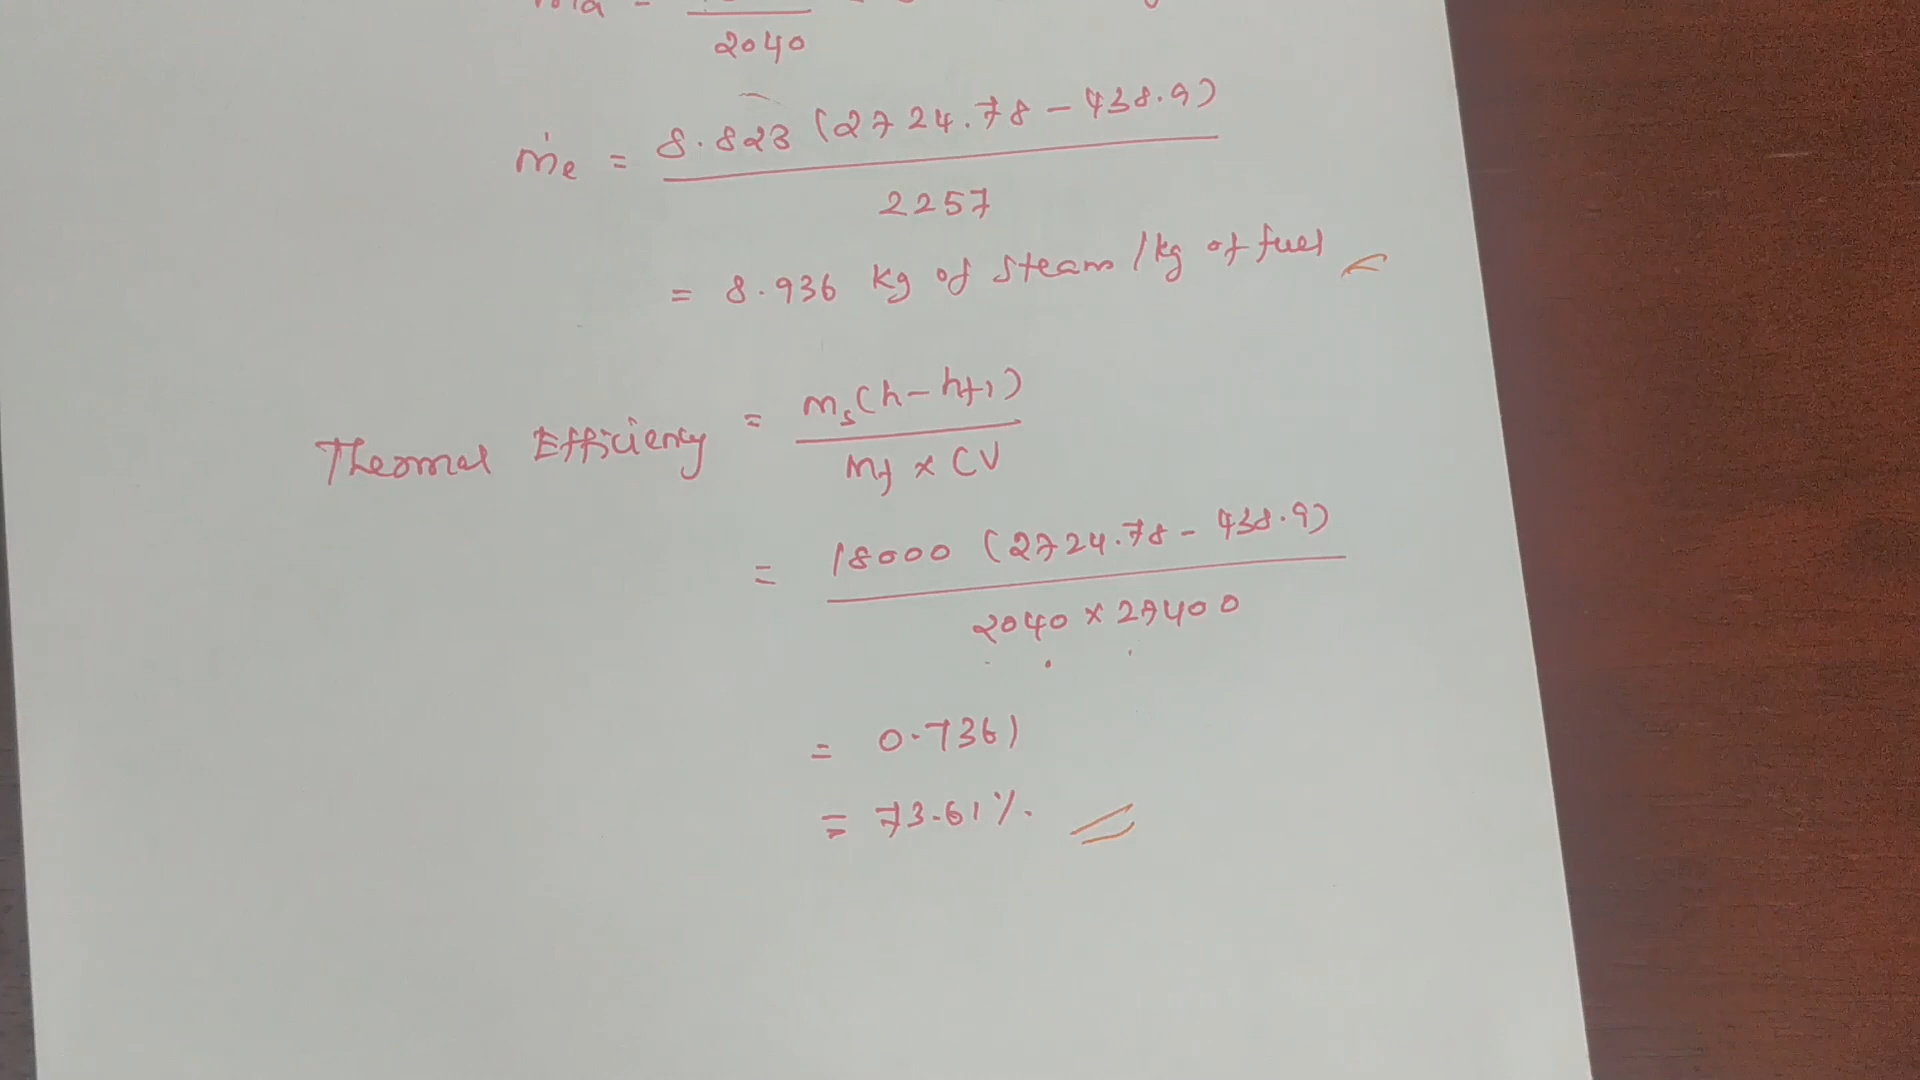 2040
ṁe = 8.823 (2724.78 - 438.9)
2257
= 8.936 kg of steam / kg of fuel
Thermal Efficiency = ms(h - hf1)
mf × CV
= 18000 (2724.78 - 438.9)
2040 × 27400
= 0.7361
= 73.61%.